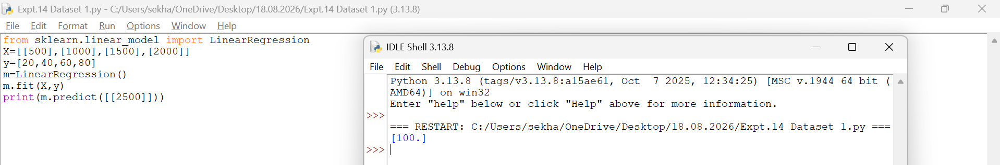 Expt.14 Dataset 1.py - C:/Users/sekha/OneDrive/Desktop/18.08.2026/Expt.14 Dataset 1.py (3.13.8)
File Edit Format Run Options Window Help
from sklearn.linear_model import LinearRegression
X=[[500],[1000],[1500],[2000]]
y=[20,40,60,80]
m=LinearRegression()
m.fit(X,y)
print(m.predict([[2500]]))
IDLE Shell 3.13.8
File Edit Shell Debug Options Window Help
Python 3.13.8 (tags/v3.13.8:a15ae61, Oct  7 2025, 12:34:25) [MSC v.1944 64 bit (
AMD64)] on win32
Enter "help" below or click "Help" above for more information.
>>>
=== RESTART: C:/Users/sekha/OneDrive/Desktop/18.08.2026/Expt.14 Dataset 1.py ===
[100.]
>>>